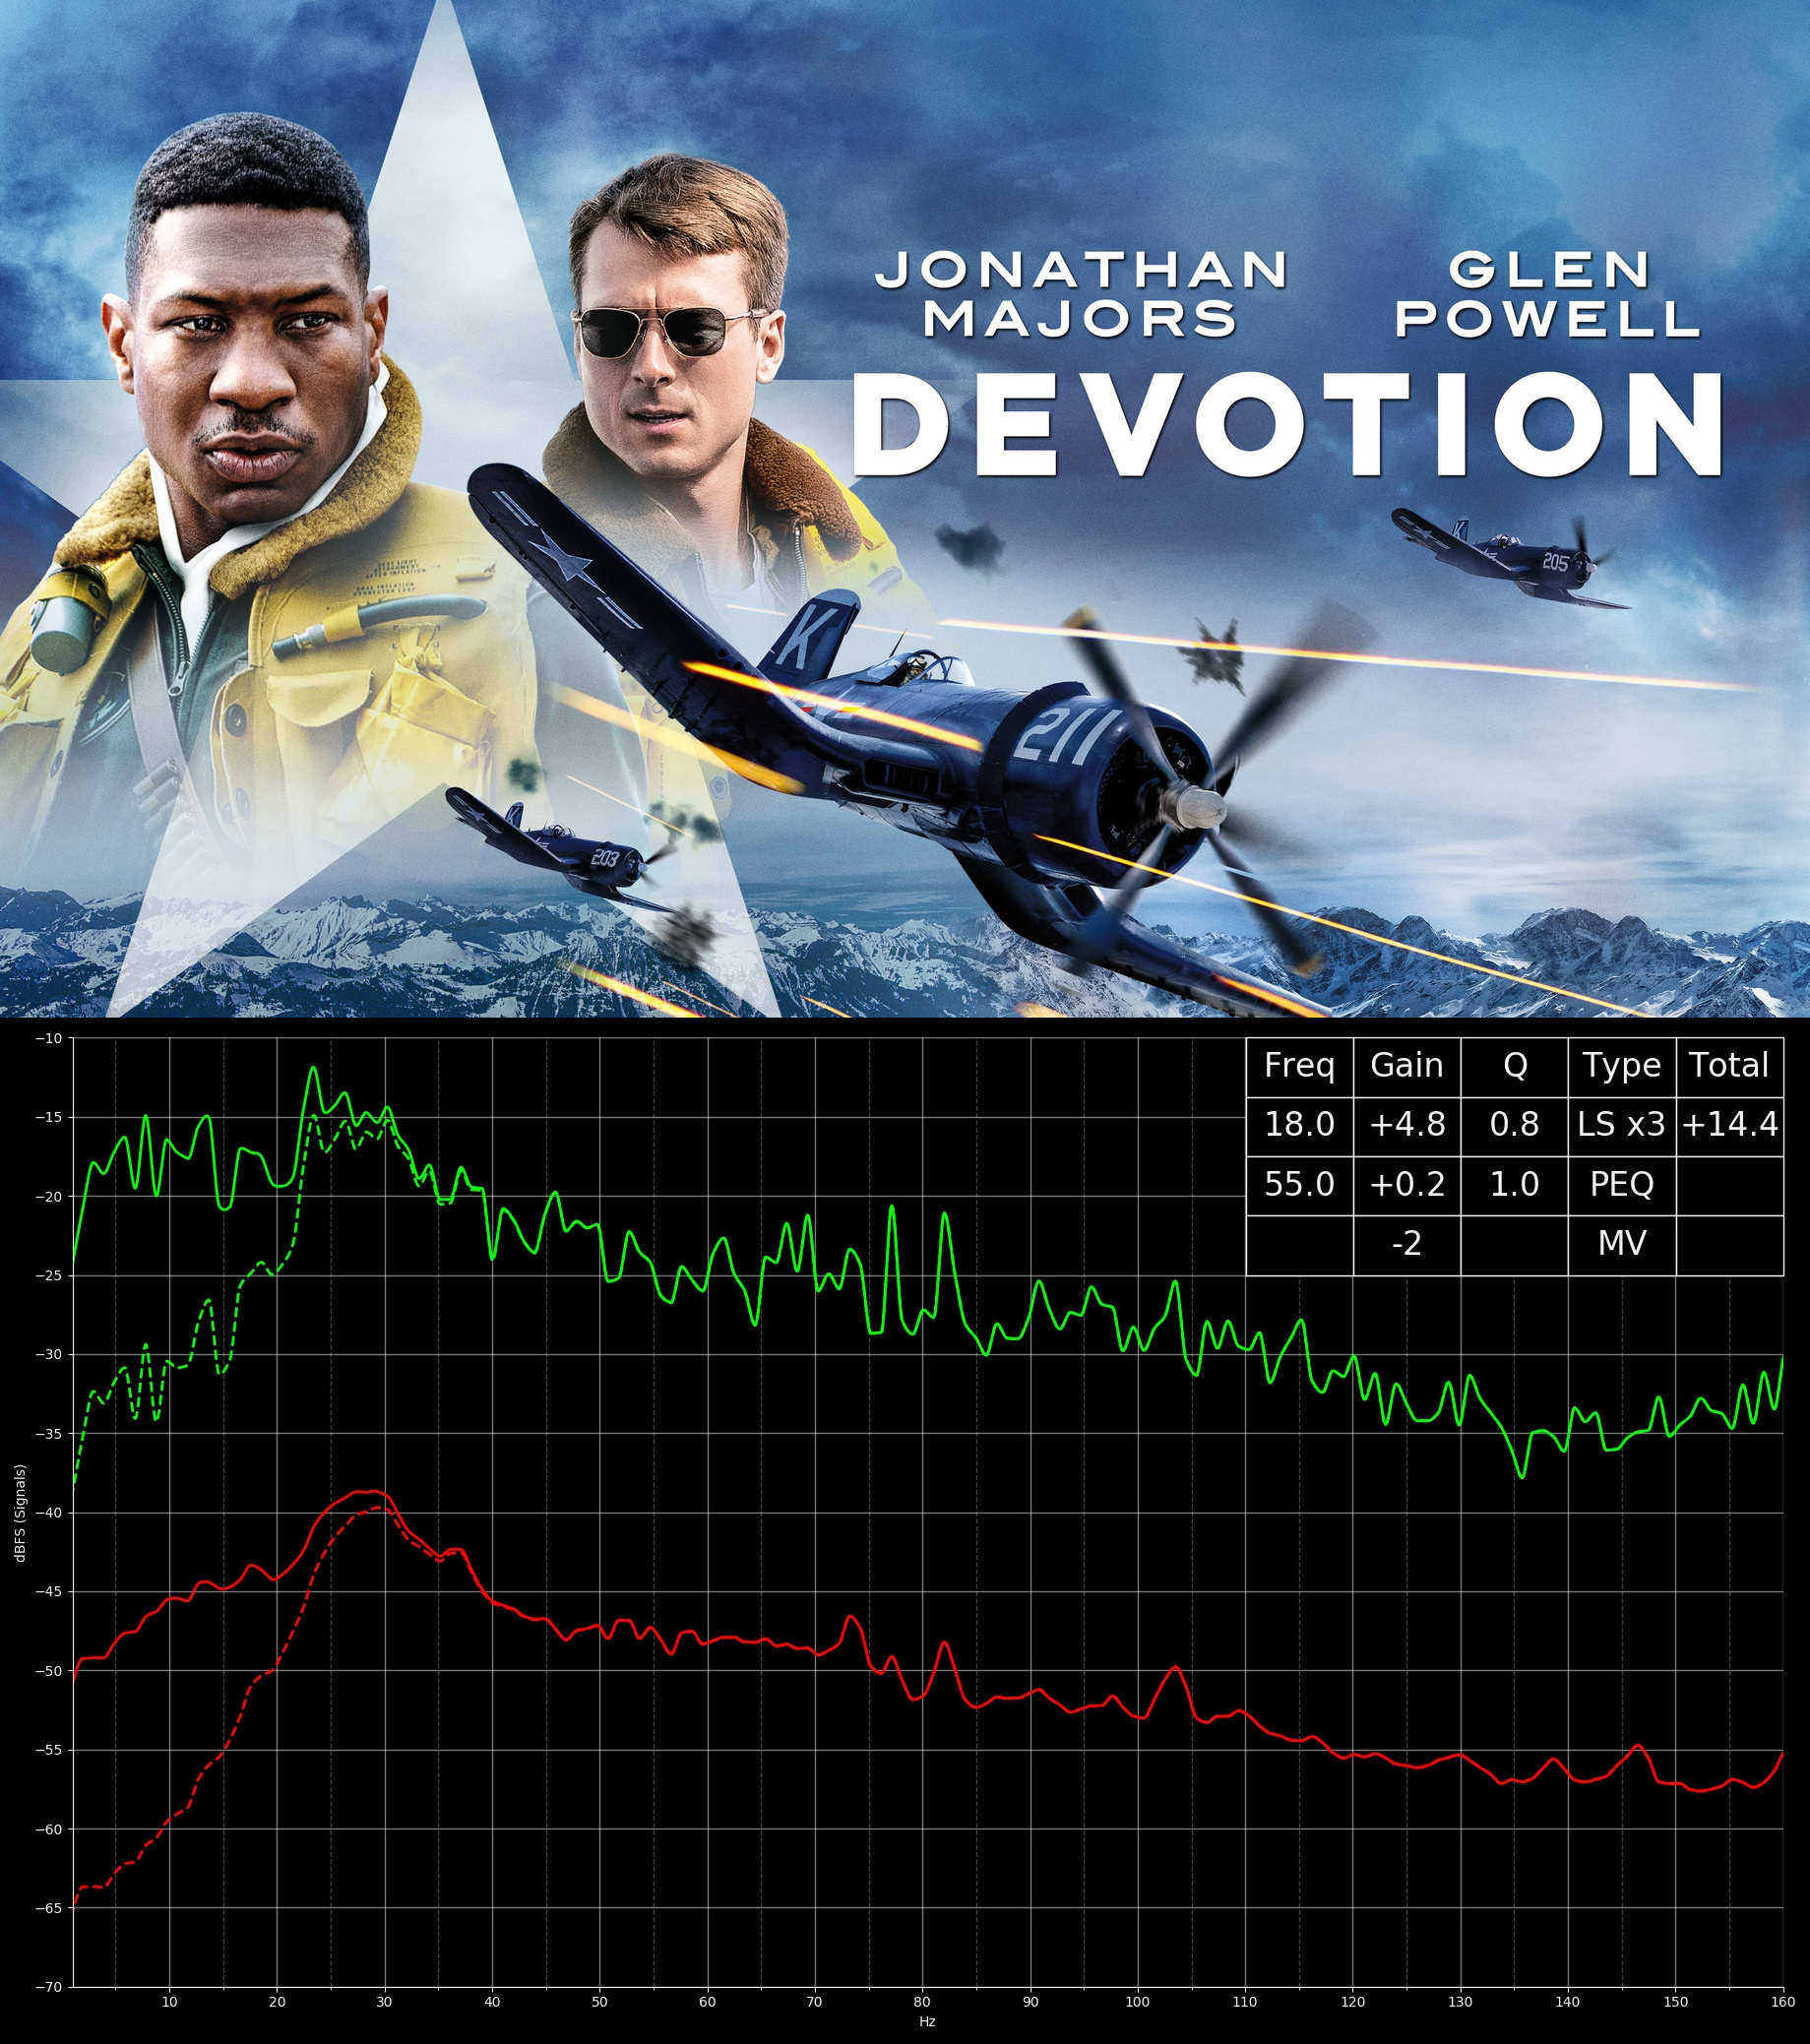 JONATHAN MAJORS
GLEN POWELL
DEVOTION
K
211
K
203
K
205
Freq Gain Q Type Total
18.0 +4.8 0.8 LS x3 +14.4
55.0 +0.2 1.0 PEQ
-2 MV
−10
−15
−20
−25
−30
−35
−40
−45
−50
−55
−60
−65
−70
dBFS (Signals)
10 20 30 40 50 60 70 80 90 100 110 120 130 140 150 160
Hz